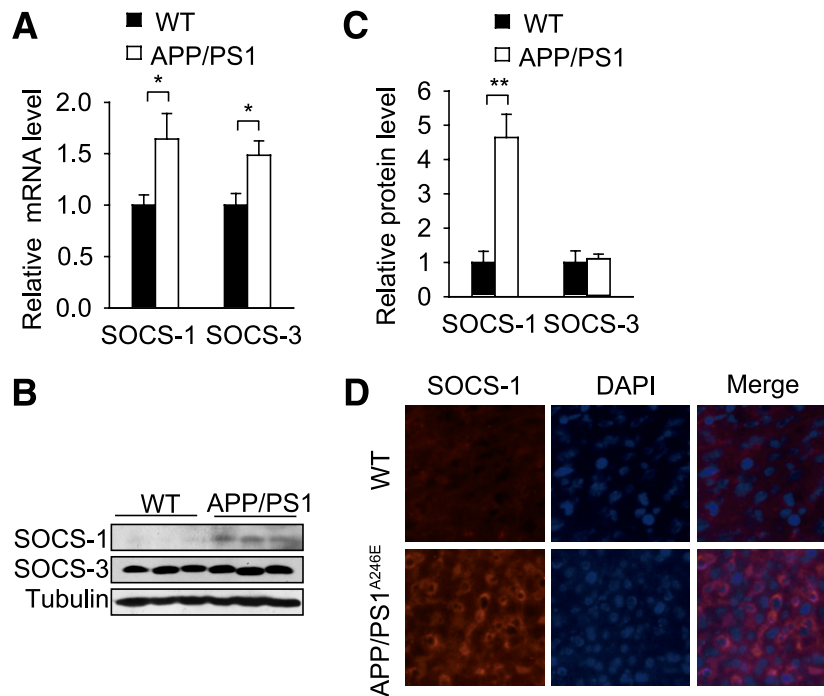 A
WT
APP/PS1
Relative mRNA level
2.0
1.5
1.0
0.5
0.0
*
*
SOCS-1
SOCS-3
C
WT
APP/PS1
Relative protein level
6
5
4
3
2
1
0
**
SOCS-1
SOCS-3
B
WT APP/PS1
SOCS-1
SOCS-3
Tubulin
D
SOCS-1 DAPI Merge
WT
APP/PS1A246E